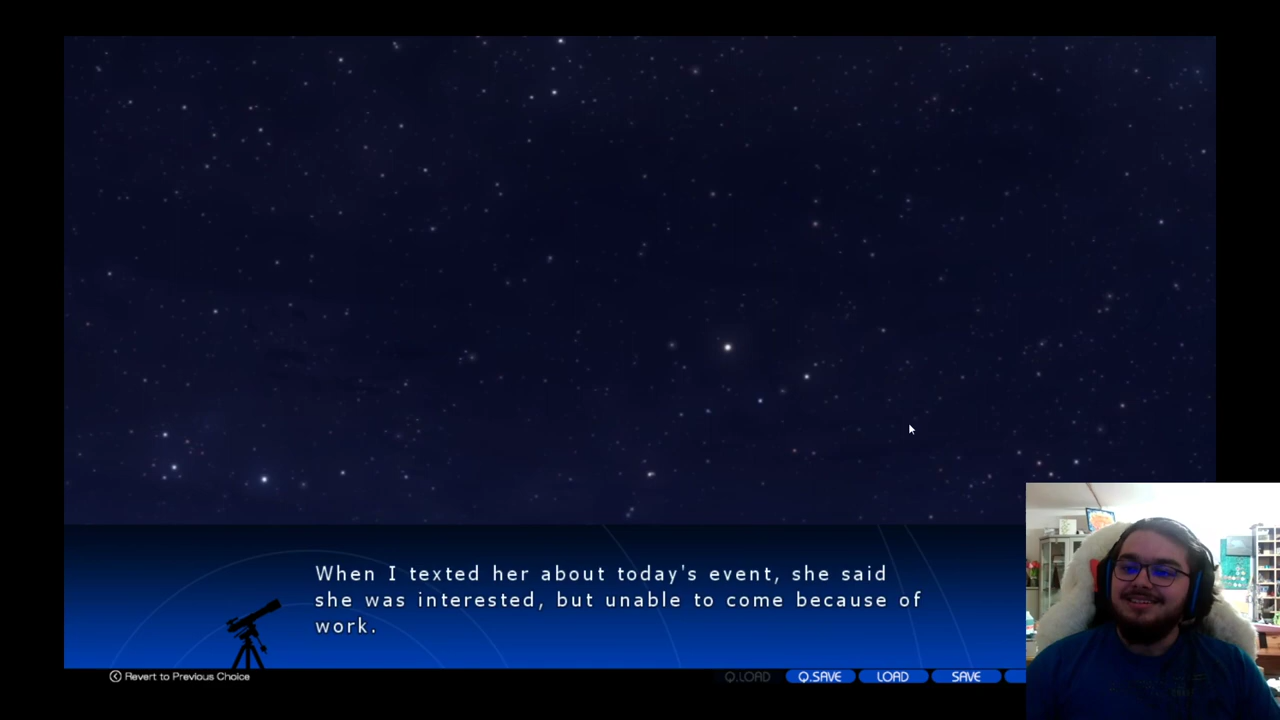 When I texted her about today's event, she said
she was interested, but unable to come because of
work.
Revert to Previous Choice
Q.LOAD
Q.SAVE
LOAD
SAVE